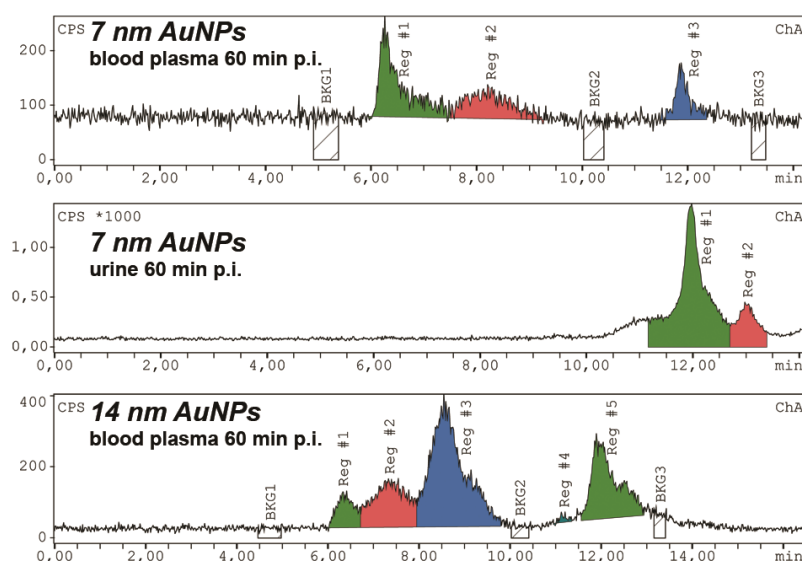 CPS 7 nm AuNPs ChA
blood plasma 60 min p.i.
200
100
0
BKG1
Reg #1
Reg #2
BKG2
Reg #3
BKG3
0,00 2,00 4,00 6,00 8,00 10,00 12,00 min
CPS *1000 ChA
7 nm AuNPs
urine 60 min p.i.
1,00
0,50
0,00
Reg #1
Reg #2
0,00 2,00 4,00 6,00 8,00 10,00 12,00 min
400
CPS 14 nm AuNPs ChA
blood plasma 60 min p.i.
200
0
BKG1
Reg #1
Reg #2
Reg #3
BKG2
Reg #4
Reg #5
BKG3
0,00 2,00 4,00 6,00 8,00 10,00 12,00 14,00 min